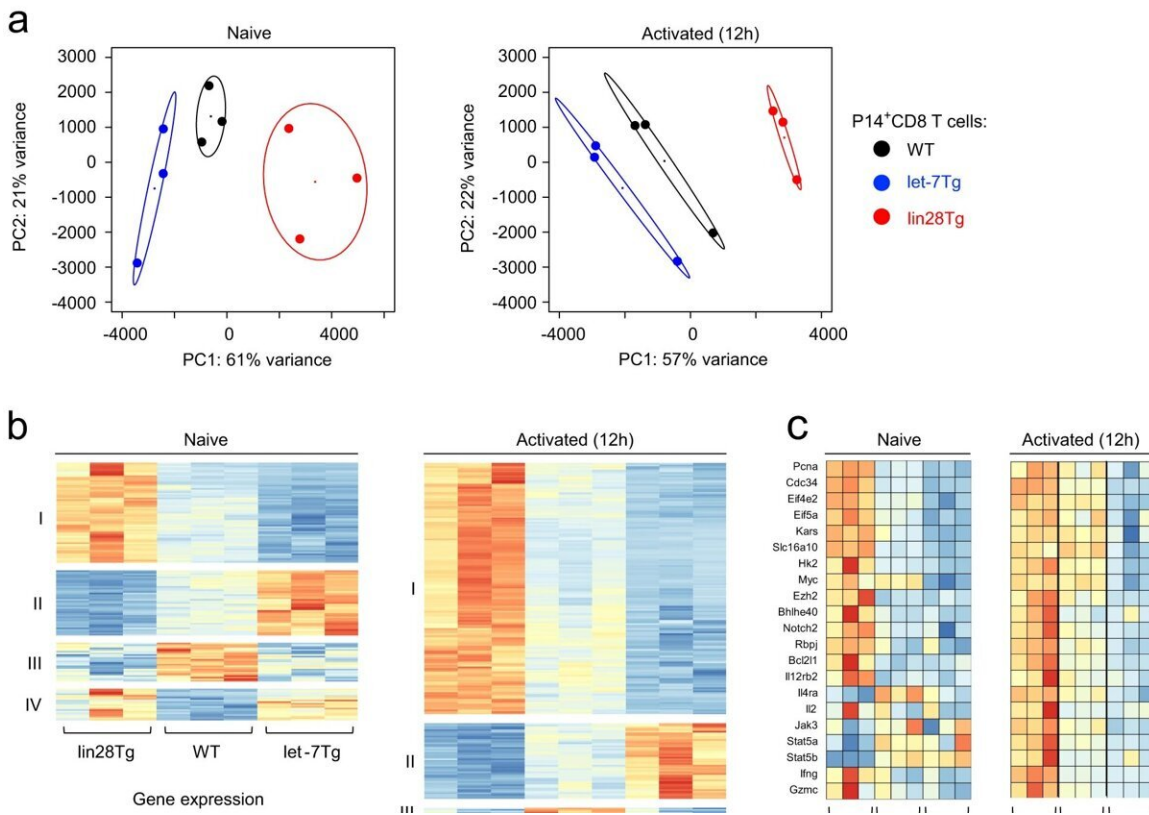 a
Naive
Activated (12h)
3000
2000
1000
0
-1000
-2000
-3000
-4000
PC2: 21% variance
-4000
0
4000
PC1: 61% variance
3000
2000
1000
0
-1000
-2000
-3000
-4000
PC2: 22% variance
-4000
0
4000
PC1: 57% variance
P14⁺CD8 T cells:
WT
let-7Tg
lin28Tg
b
Naive
Activated (12h)
I
II
III
IV
lin28Tg
WT
let-7Tg
Gene expression
I
II
III
c
Naive
Activated (12h)
Pcna
Cdc34
Eif4e2
Eif5a
Kars
Slc16a10
Hk2
Myc
Ezh2
Bhlhe40
Notch2
Rbpj
Bcl2l1
Il12rb2
Il4ra
Il2
Jak3
Stat5a
Stat5b
Ifng
Gzmc